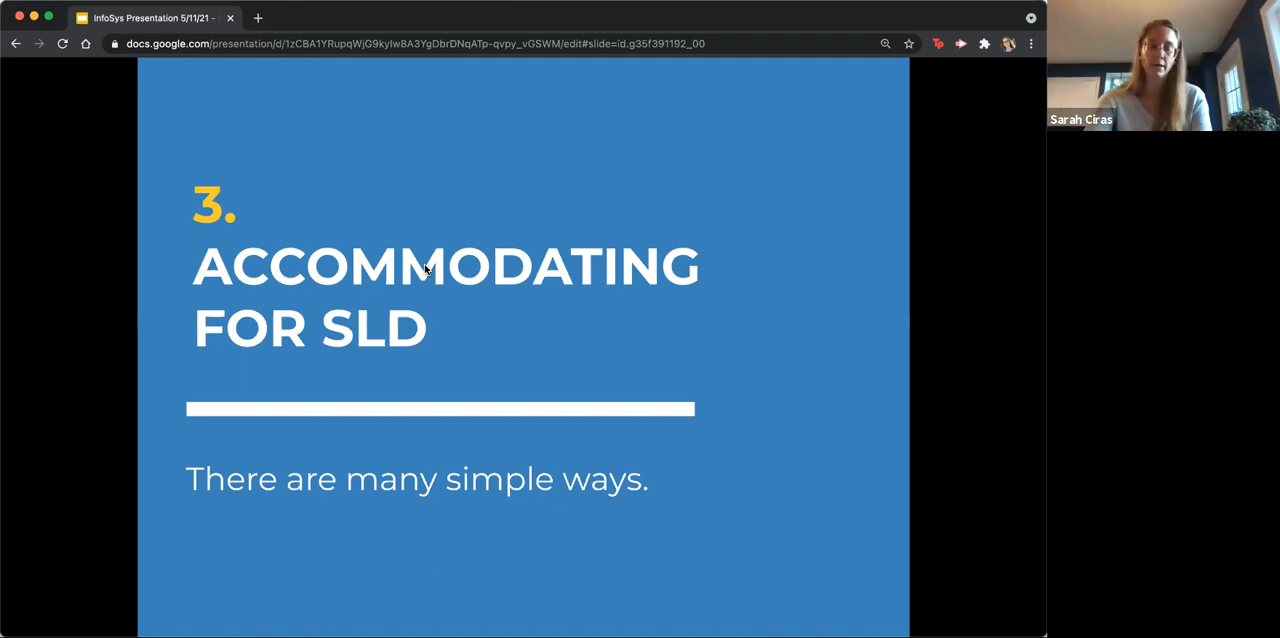 InfoSys Presentation 5/11/21 -
docs.google.com/presentation/d/1zCBA1YRupqWjG9kyIw8A3YgDbrDNqATp-qvpy_vGSWM/edit#slide=id.g35f391192_00
Sarah Ciras
3.
ACCOMMODATING
FOR SLD
There are many simple ways.